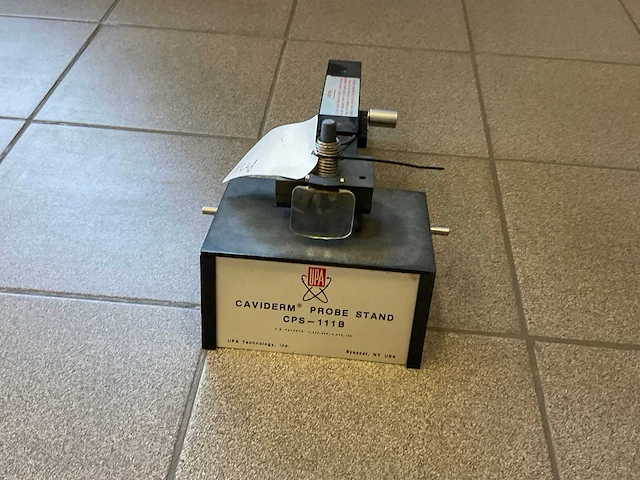 UPA
CAVIDERM® PROBE STAND
CPS-111B
UPA Technology, Inc.
Syosset, NY USA